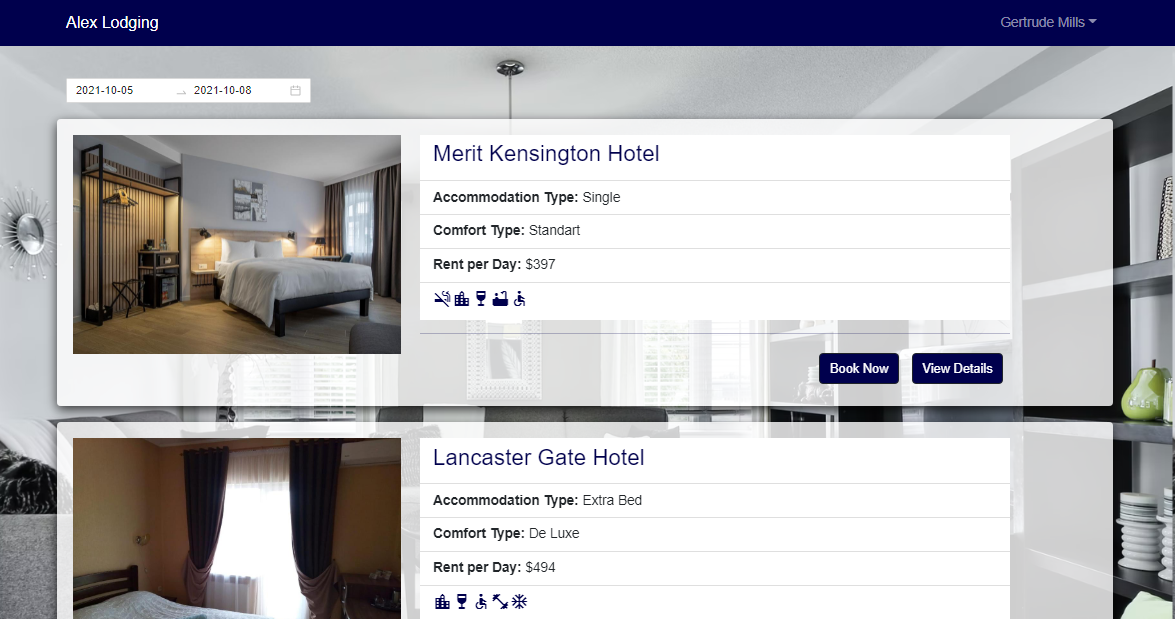 Alex Lodging
Gertrude Mills
2021-10-05
2021-10-08
Merit Kensington Hotel
Accommodation Type: Single
Comfort Type: Standart
Rent per Day: $397
Book Now
View Details
Lancaster Gate Hotel
Accommodation Type: Extra Bed
Comfort Type: De Luxe
Rent per Day: $494